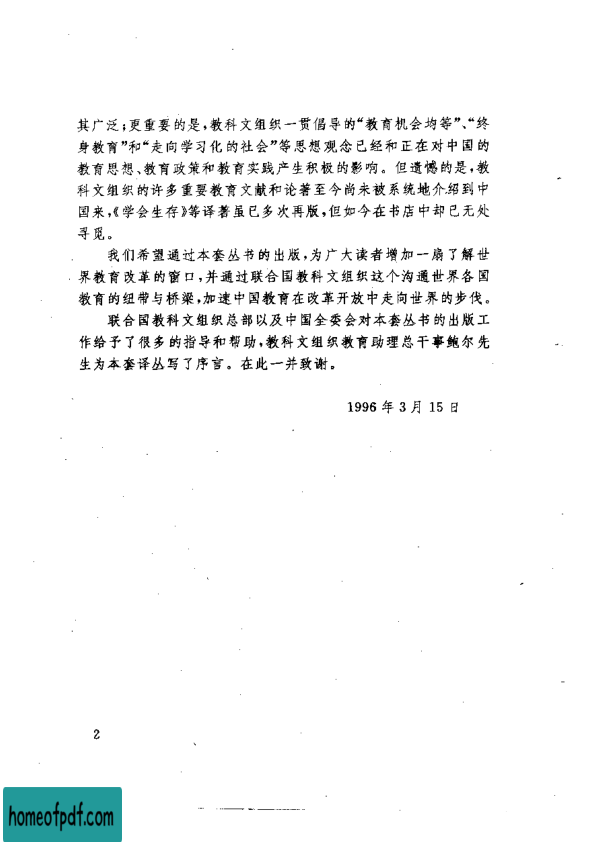 其广泛；更重要的是，教科文组织一贯倡导的“教育机会均等”、“终
身教育”和“走向学习化的社会”等思想观念已经和正在对中国的
教育思想、教育政策和教育实践产生积极的影响。但遗憾的是，教
科文组织的许多重要教育文献和论著至今尚未被系统地介绍到中
国来，《学会生存》等译著虽已多次再版，但如今在书店中却已无处
寻觅。
我们希望通过本套丛书的出版，为广大读者增加一扇了解世
界教育改革的窗口，并通过联合国教科文组织这个沟通世界各国
教育的纽带与桥梁，加速中国教育在改革开放中走向世界的步伐。
联合国教科文组织总部以及中国全委会对本套丛书的出版工
作给予了很多的指导和帮助，教科文组织教育助理总干事鲍尔先
生为本套译丛写了序言。在此一并致谢。
1996年3月15日
2
homeofpdf.com